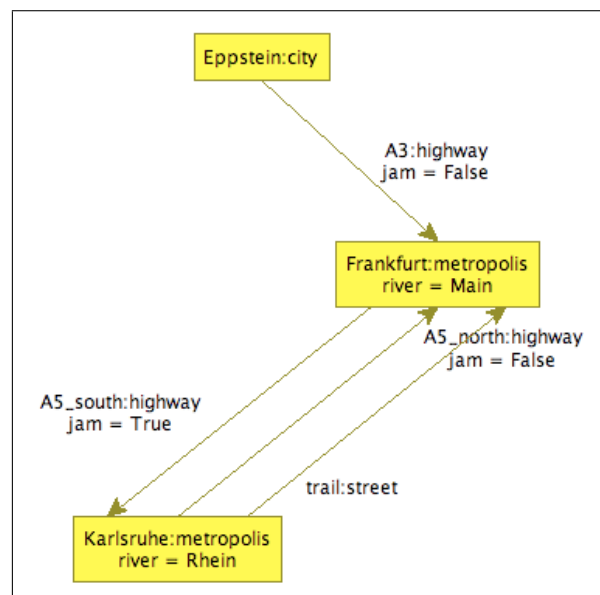 Eppstein:city
A3:highway
jam = False
Frankfurt:metropolis
river = Main
A5_north:highway
jam = False
A5_south:highway
jam = True
trail:street
Karlsruhe:metropolis
river = Rhein